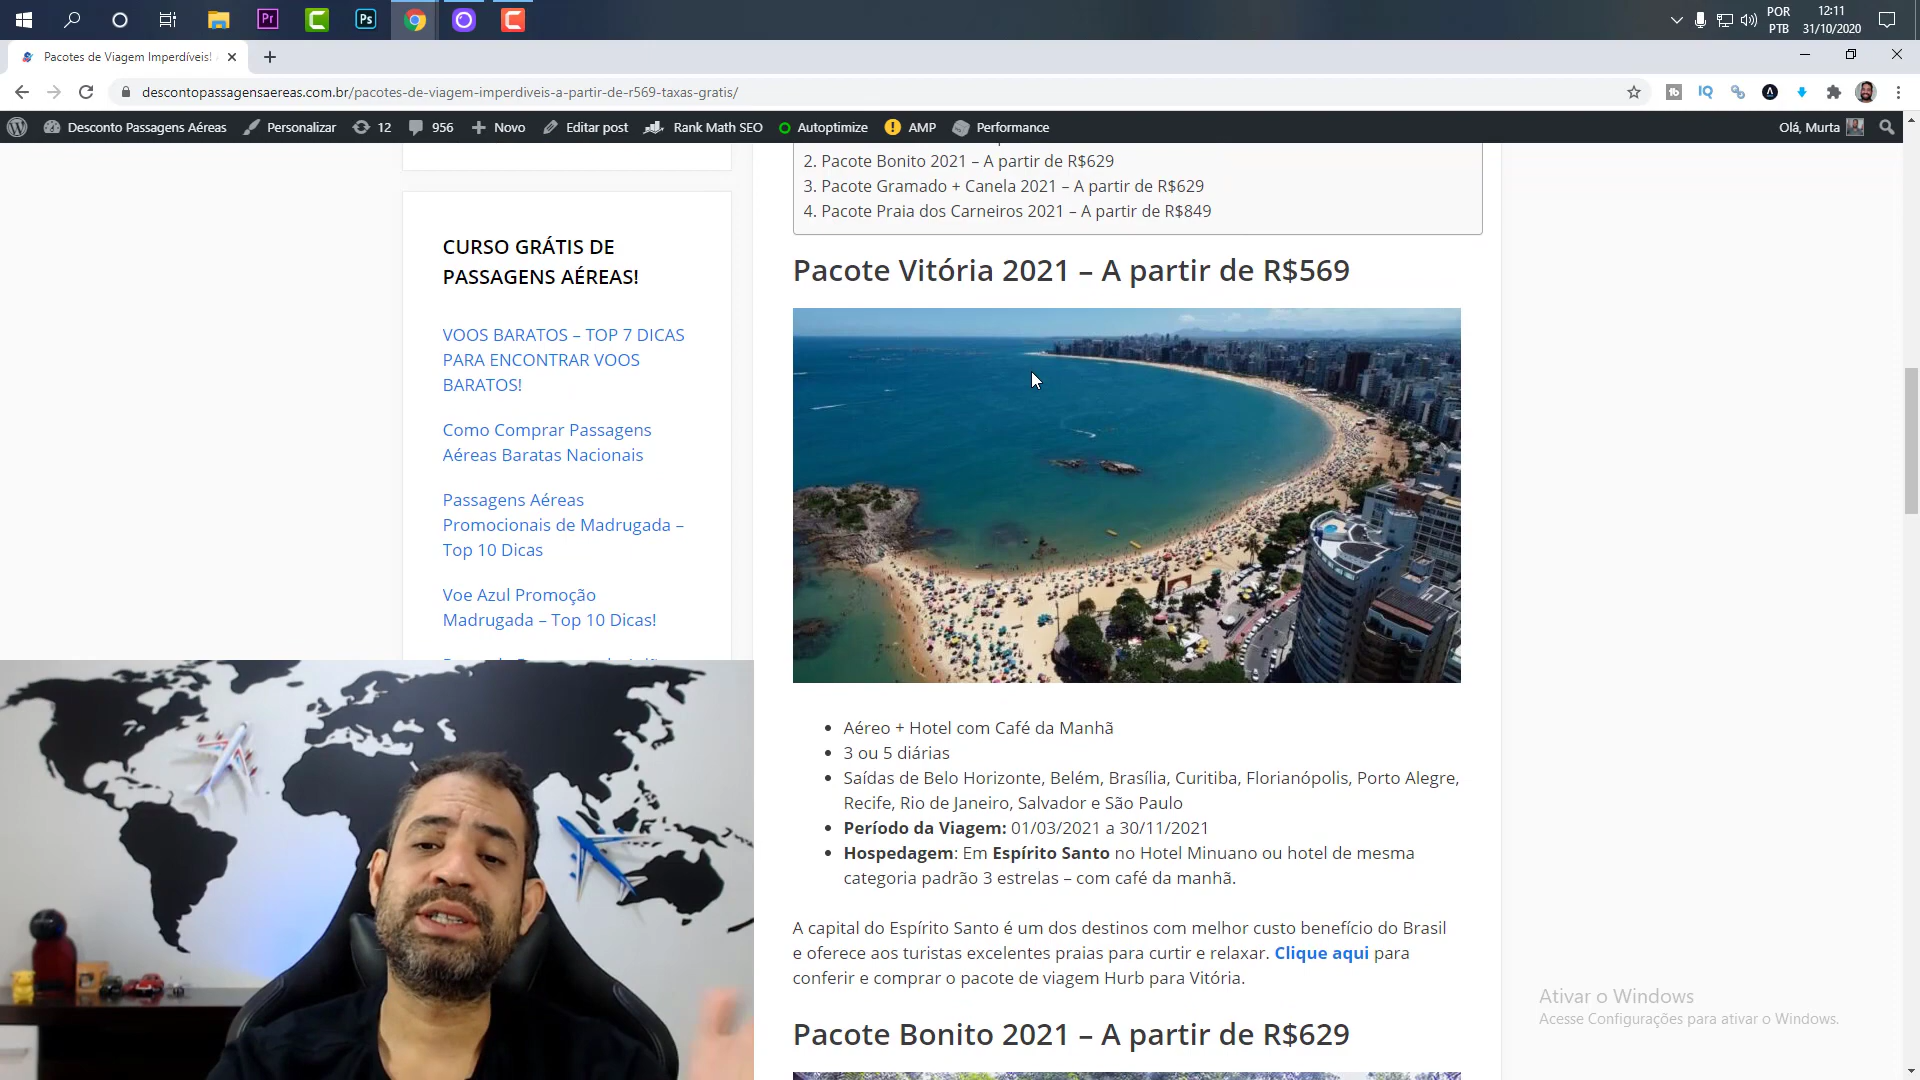 Pr
Ps
POR
PTB
12:11
31/10/2020
Pacotes de Viagem Imperdíveis!
descontopassagensaereas.com.br/pacotes-de-viagem-imperdiveis-a-partir-de-r569-taxas-gratis/
Desconto Passagens Aéreas
Personalizar
12
956
Novo
Editar post
Rank Math SEO
Autoptimize
AMP
Performance
Olá, Murta
2. Pacote Bonito 2021 – A partir de R$629
3. Pacote Gramado + Canela 2021 – A partir de R$629
4. Pacote Praia dos Carneiros 2021 – A partir de R$849
CURSO GRÁTIS DE
PASSAGENS AÉREAS!
VOOS BARATOS – TOP 7 DICAS
PARA ENCONTRAR VOOS
BARATOS!
Como Comprar Passagens
Aéreas Baratas Nacionais
Passagens Aéreas
Promocionais de Madrugada –
Top 10 Dicas
Voe Azul Promoção
Madrugada – Top 10 Dicas!
Pacote Vitória 2021 – A partir de R$569
Aéreo + Hotel com Café da Manhã
3 ou 5 diárias
Saídas de Belo Horizonte, Belém, Brasília, Curitiba, Florianópolis, Porto Alegre,
Recife, Rio de Janeiro, Salvador e São Paulo
Período da Viagem: 01/03/2021 a 30/11/2021
Hospedagem: Em Espírito Santo no Hotel Minuano ou hotel de mesma
categoria padrão 3 estrelas – com café da manhã.
A capital do Espírito Santo é um dos destinos com melhor custo benefício do Brasil
e oferece aos turistas excelentes praias para curtir e relaxar. Clique aqui para
conferir e comprar o pacote de viagem Hurb para Vitória.
Pacote Bonito 2021 – A partir de R$629
Ativar o Windows
Acesse Configurações para ativar o Windows.